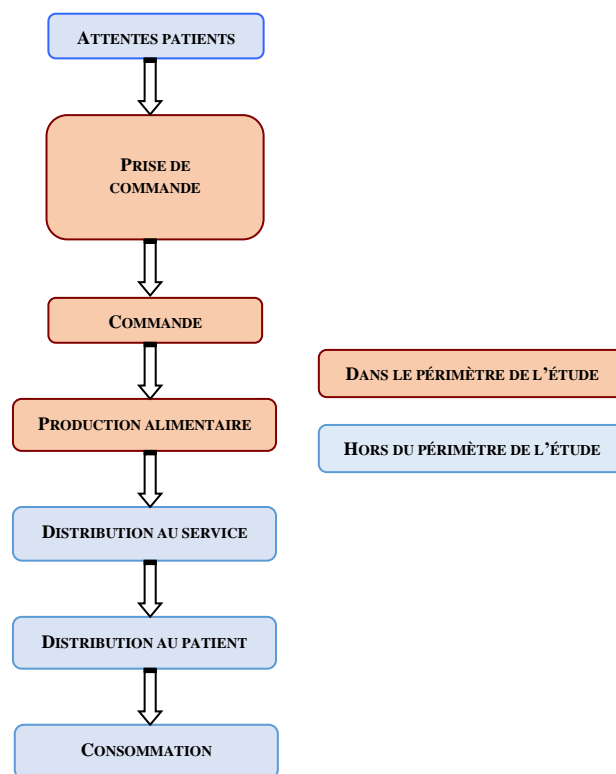 ATTENTES PATIENTS
PRISE DE
COMMANDE
COMMANDE
DANS LE PÉRIMÈTRE DE L'ÉTUDE
PRODUCTION ALIMENTAIRE
HORS DU PÉRIMÈTRE DE L'ÉTUDE
DISTRIBUTION AU SERVICE
DISTRIBUTION AU PATIENT
CONSOMMATION